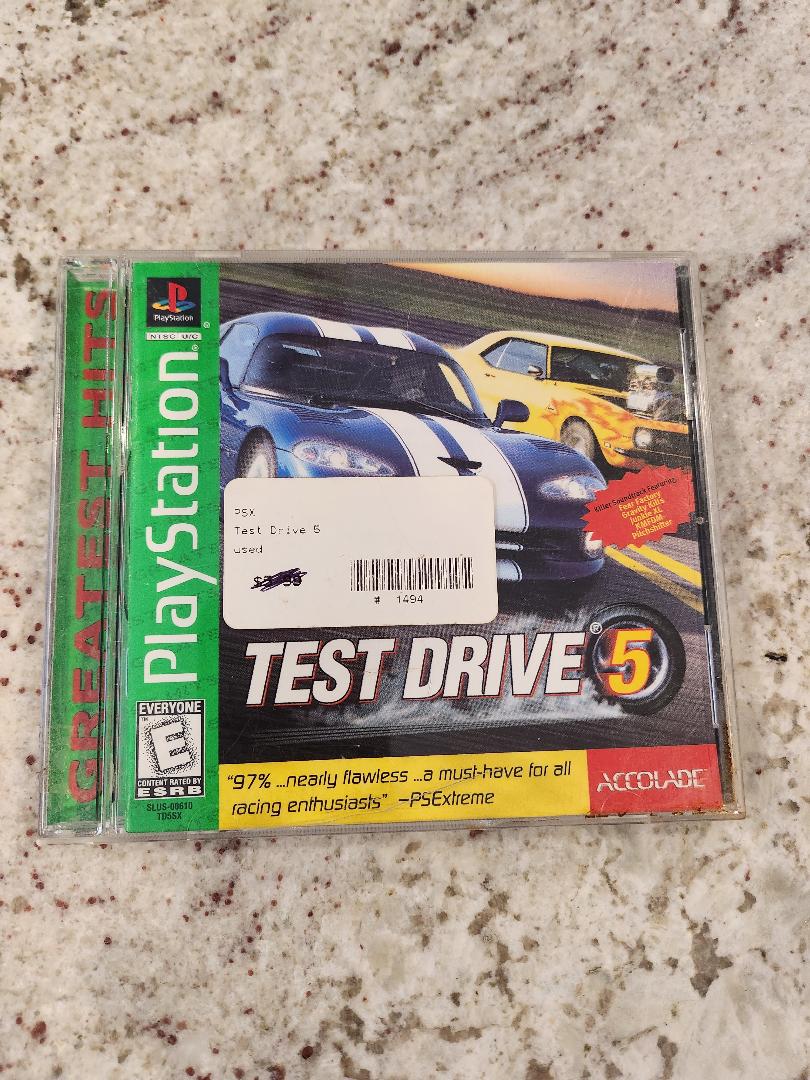 GREATEST HITS
PlayStation
NTSC U/C
PlayStation®
PSX
Test Drive 5
used
# 1494
Killer Soundtrack Featuring
Fear Factory
Gravity Kills
Junkie XL
KMFDM
Pitchshifter
TEST DRIVE® 5
EVERYONE
E
TM
CONTENT RATED BY
ESRB
SLUS-00610
TD5SX
"97% ...nearly flawless ...a must-have for all
racing enthusiasts" –PSExtreme
ACCOLADE™